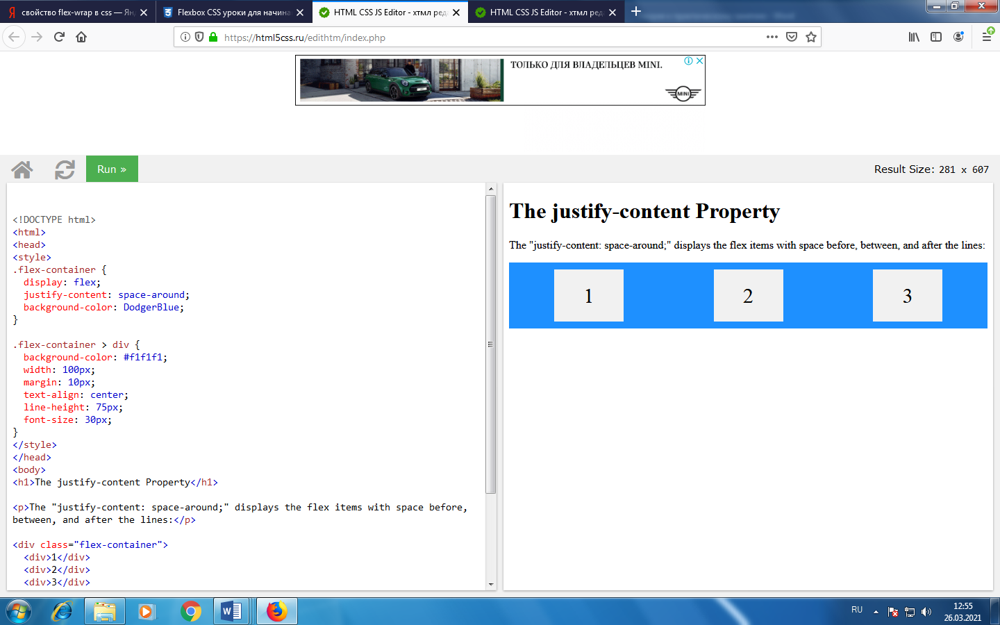 свойство flex-wrap в css — Ян
Flexbox CSS уроки для начина
HTML CSS JS Editor - хтмл ред
HTML CSS JS Editor - хтмл ред
https://html5css.ru/edithtm/index.php
ТОЛЬКО ДЛЯ ВЛАДЕЛЬЦЕВ MINI.
MINI
Run »
Result Size: 281 x 607
<!DOCTYPE html>
<html>
<head>
<style>
.flex-container {
  display: flex;
  justify-content: space-around;
  background-color: DodgerBlue;
}
.flex-container > div {
  background-color: #f1f1f1;
  width: 100px;
  margin: 10px;
  text-align: center;
  line-height: 75px;
  font-size: 30px;
}
</style>
</head>
<body>
<h1>The justify-content Property</h1>
<p>The "justify-content: space-around;" displays the flex items with space before,
between, and after the lines:</p>
<div class="flex-container">
  <div>1</div>
  <div>2</div>
  <div>3</div>
The justify-content Property
The "justify-content: space-around;" displays the flex items with space before, between, and after the lines:
1 2 3
RU
12:55
26.03.2021